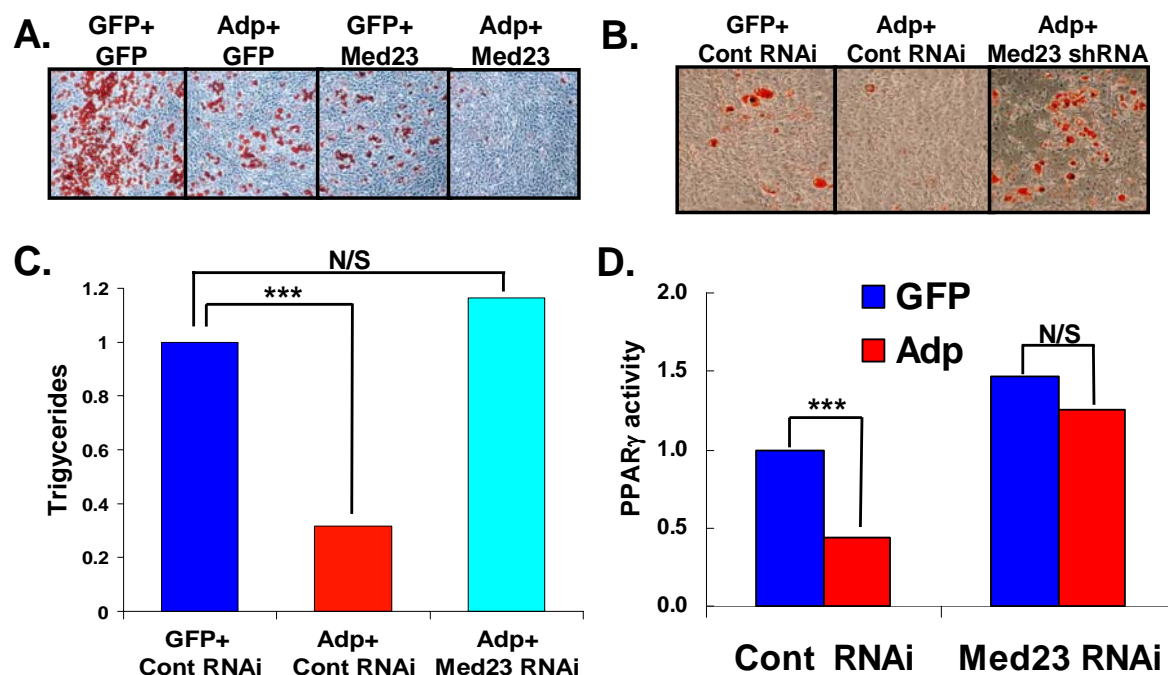 A.
GFP+ GFP
Adp+ GFP
GFP+ Med23
Adp+ Med23
B.
GFP+ Cont RNAi
Adp+ Cont RNAi
Adp+ Med23 shRNA
C.
N/S
***
1.2
1
0.8
0.6
0.4
0.2
0
Trigycerides
GFP+ Cont RNAi
Adp+ Cont RNAi
Adp+ Med23 RNAi
D.
2.0
1.5
1.0
0.5
0.0
PPARγ activity
GFP
Adp
***
N/S
Cont RNAi
Med23 RNAi